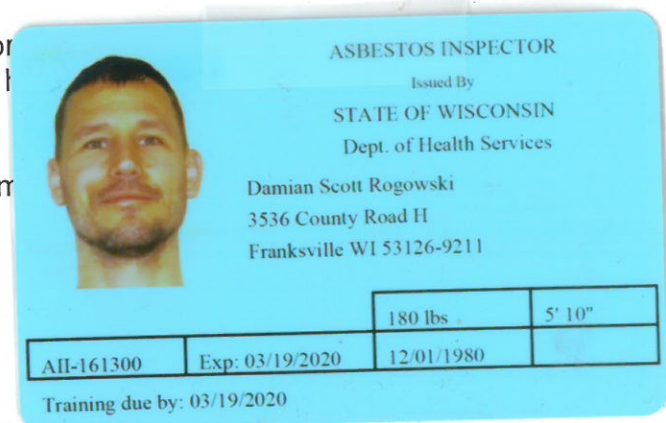 ASBESTOS INSPECTOR
Issued By
STATE OF WISCONSIN
Dept. of Health Services
Damian Scott Rogowski
3536 County Road H
Franksville WI 53126-9211
180 lbs 5' 10"
AII-161300 Exp: 03/19/2020 12/01/1980
Training due by: 03/19/2020